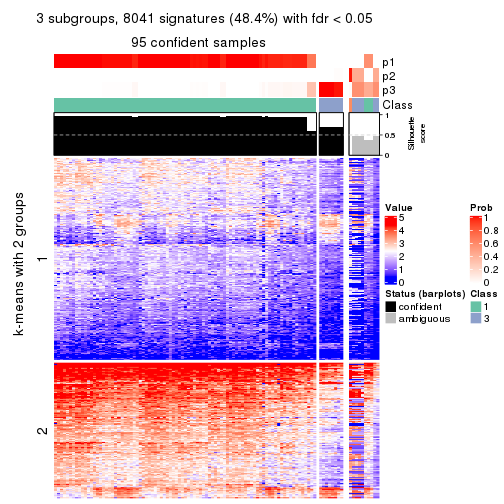 3 subgroups, 8041 signatures (48.4%) with fdr < 0.05
95 confident samples
p1
p2
p3
Class
1
0.5
0
Silhouette
score
k-means with 2 groups
1
2
Value
5
4
3
2
1
0
Prob
1
0.8
0.6
0.4
0.2
0
Status (barplots)
confident
ambiguous
Class
1
3